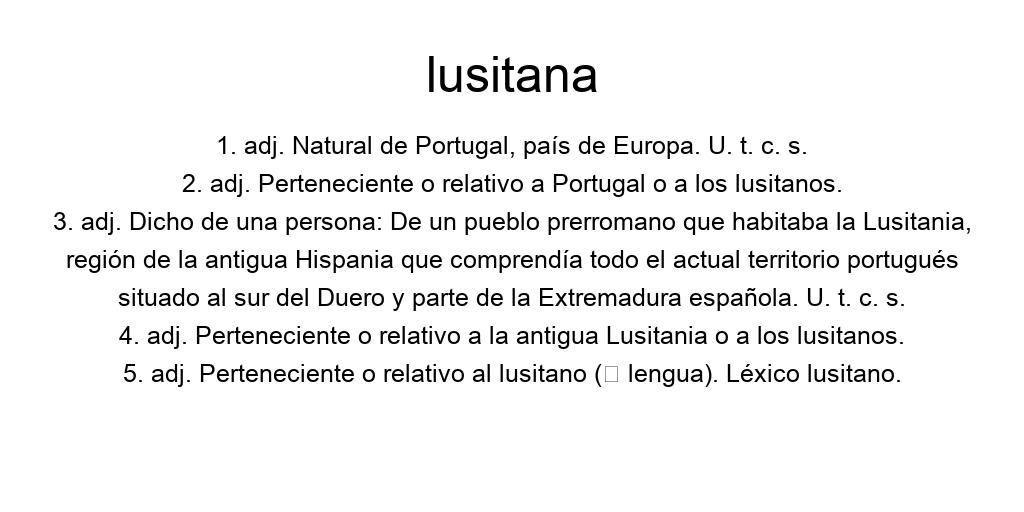 lusitana
1. adj. Natural de Portugal, país de Europa. U. t. c. s.
2. adj. Perteneciente o relativo a Portugal o a los lusitanos.
3. adj. Dicho de una persona: De un pueblo prerromano que habitaba la Lusitania,
región de la antigua Hispania que comprendía todo el actual territorio portugués
situado al sur del Duero y parte de la Extremadura española. U. t. c. s.
4. adj. Perteneciente o relativo a la antigua Lusitania o a los lusitanos.
5. adj. Perteneciente o relativo al lusitano (□ lengua). Léxico lusitano.